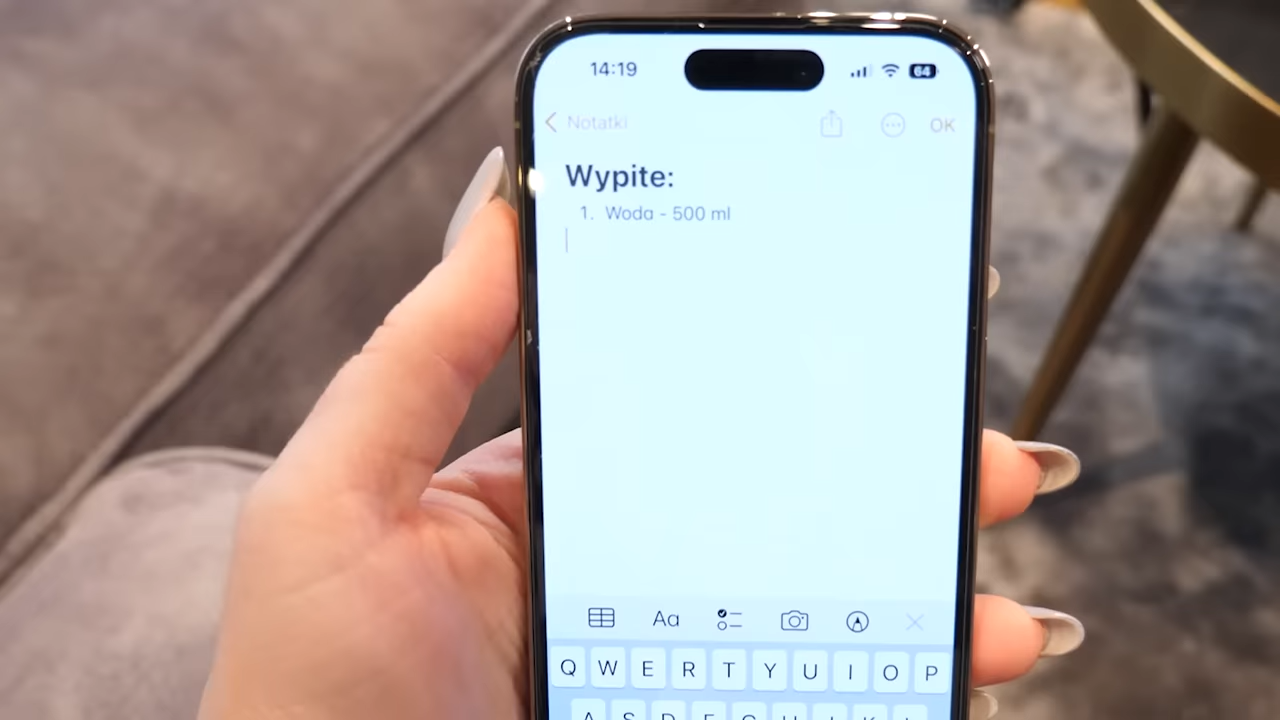 14:19 64
Notatki OK
Wypite:
1. Woda - 500 ml
Aa
Q W E R T Y U I O P
A S D F G H J K L